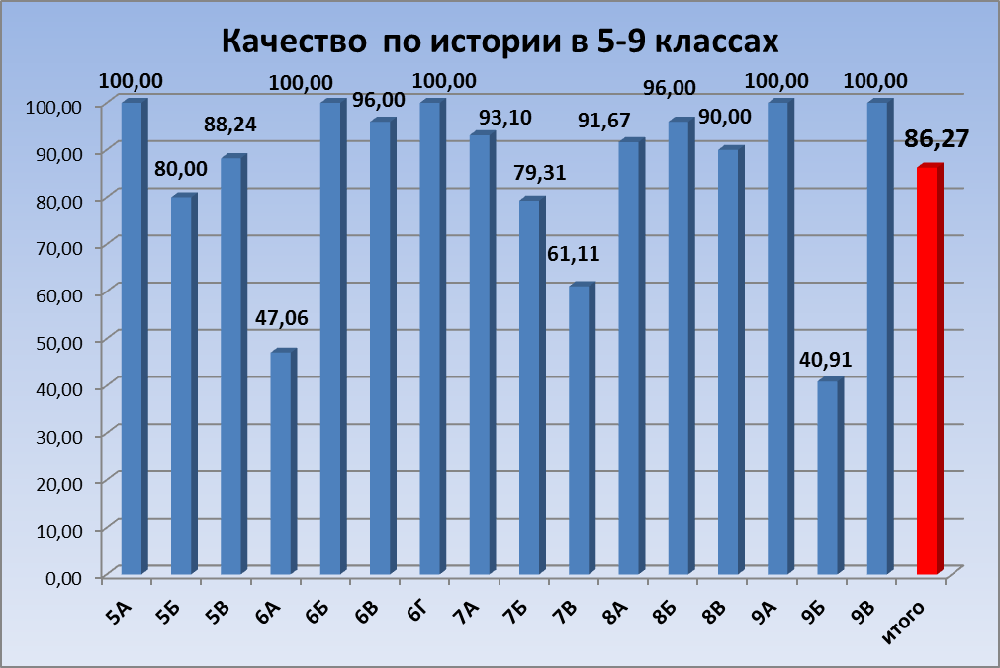 Качество по истории в 5-9 классах
100,00
80,00
88,24
47,06
100,00
96,00
100,00
93,10
79,31
61,11
91,67
96,00
90,00
100,00
40,91
100,00
86,27
100,00
90,00
80,00
70,00
60,00
50,00
40,00
30,00
20,00
10,00
0,00
5А
5Б
5В
6А
6Б
6В
6Г
7А
7Б
7В
8А
8Б
8В
9А
9Б
9В
итого